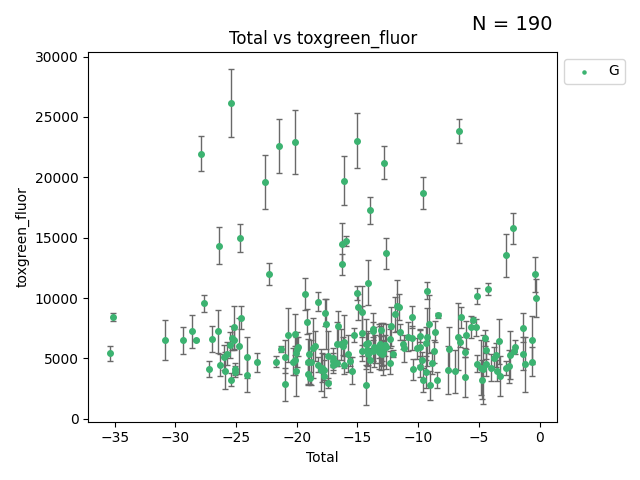 N = 190
Total vs toxgreen_fluor
G
toxgreen_fluor
30000
25000
20000
15000
10000
5000
0
−35 −30 −25 −20 −15 −10 −5 0
Total